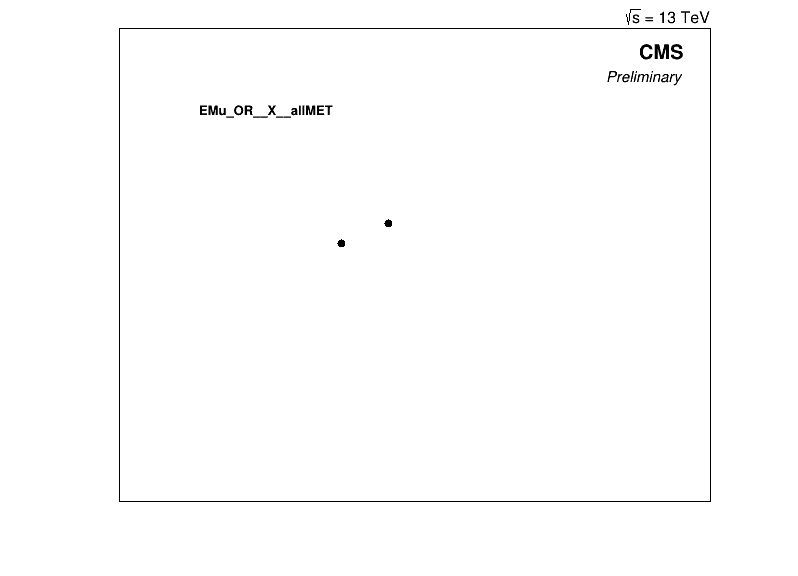 √s = 13 TeV
CMS
Preliminary
EMu_OR__X__allMET